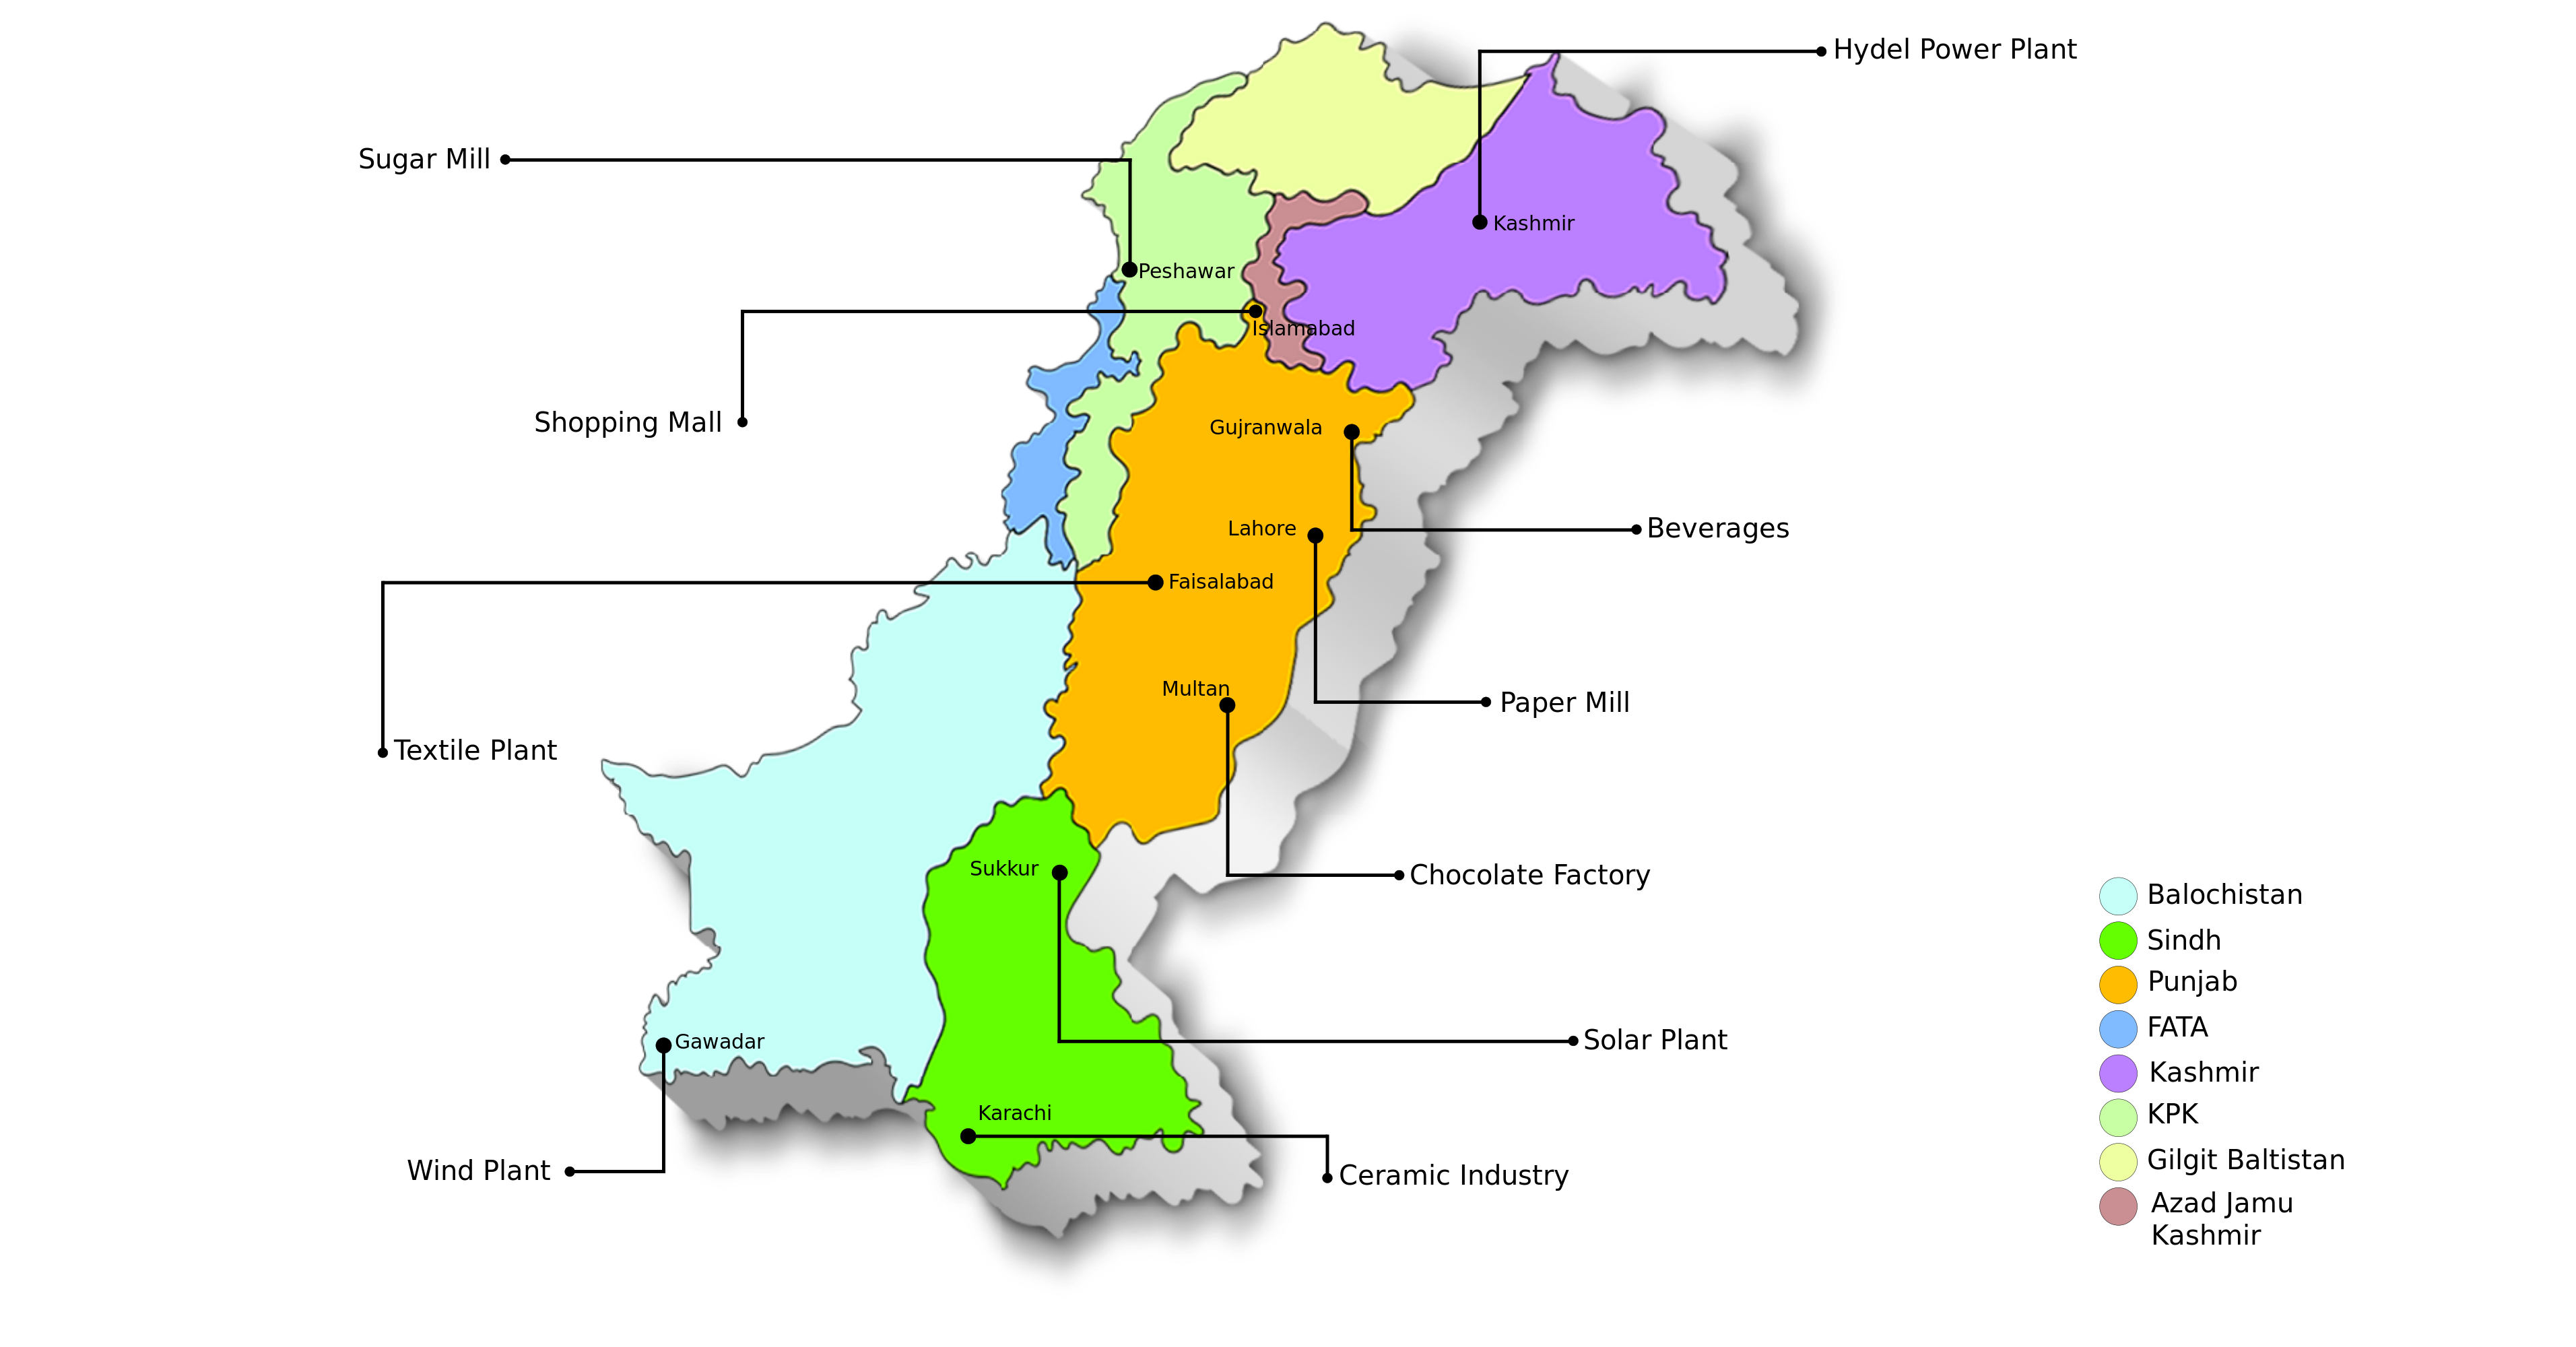 Hydel Power Plant
Sugar Mill
Kashmir
Peshawar
Islamabad
Shopping Mall
Gujranwala
Lahore
Beverages
Faisalabad
Multan
Paper Mill
Textile Plant
Sukkur
Chocolate Factory
Gawadar
Solar Plant
Karachi
Wind Plant
Ceramic Industry
Balochistan
Sindh
Punjab
FATA
Kashmir
KPK
Gilgit Baltistan
Azad Jamu
Kashmir